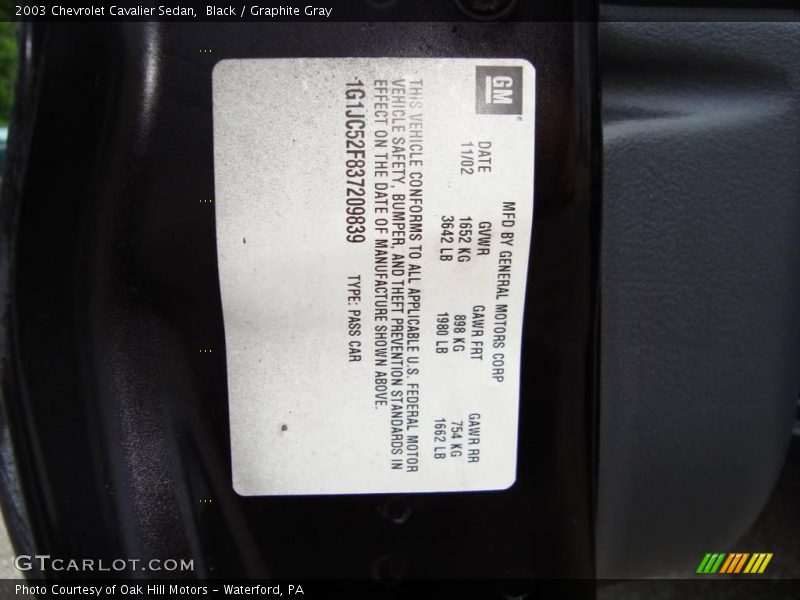 2003 Chevrolet Cavalier Sedan, Black / Graphite Gray
GM
MFD BY GENERAL MOTORS CORP
DATE GVWR GAWR FRT GAWR RR
11/02 1652 KG 898 KG 754 KG
3642 LB 1980 LB 1662 LB
THIS VEHICLE CONFORMS TO ALL APPLICABLE U.S. FEDERAL MOTOR
VEHICLE SAFETY, BUMPER, AND THEFT PREVENTION STANDARDS IN
EFFECT ON THE DATE OF MANUFACTURE SHOWN ABOVE.
1G1JC52F837209839 TYPE: PASS CAR
GTCARLOT.COM
Photo Courtesy of Oak Hill Motors - Waterford, PA